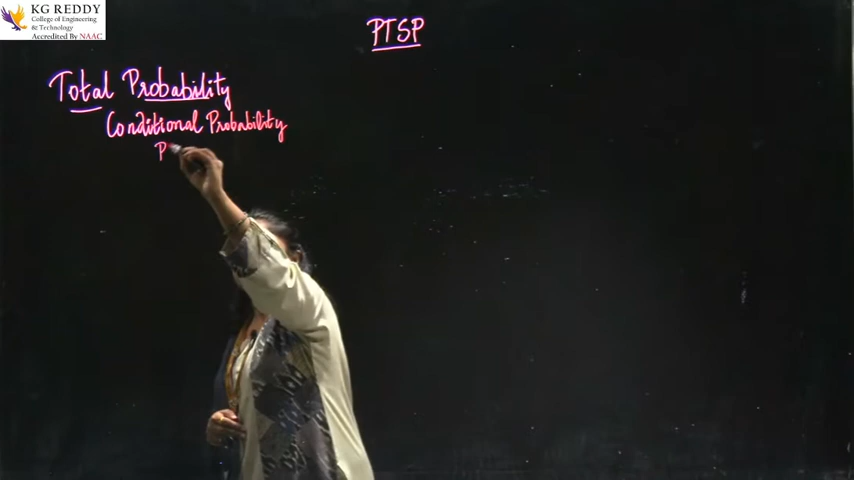 KG REDDY
College of Engineering
& Technology
Accredited By NAAC
PTSP
Total Probability
Conditional Probability
P